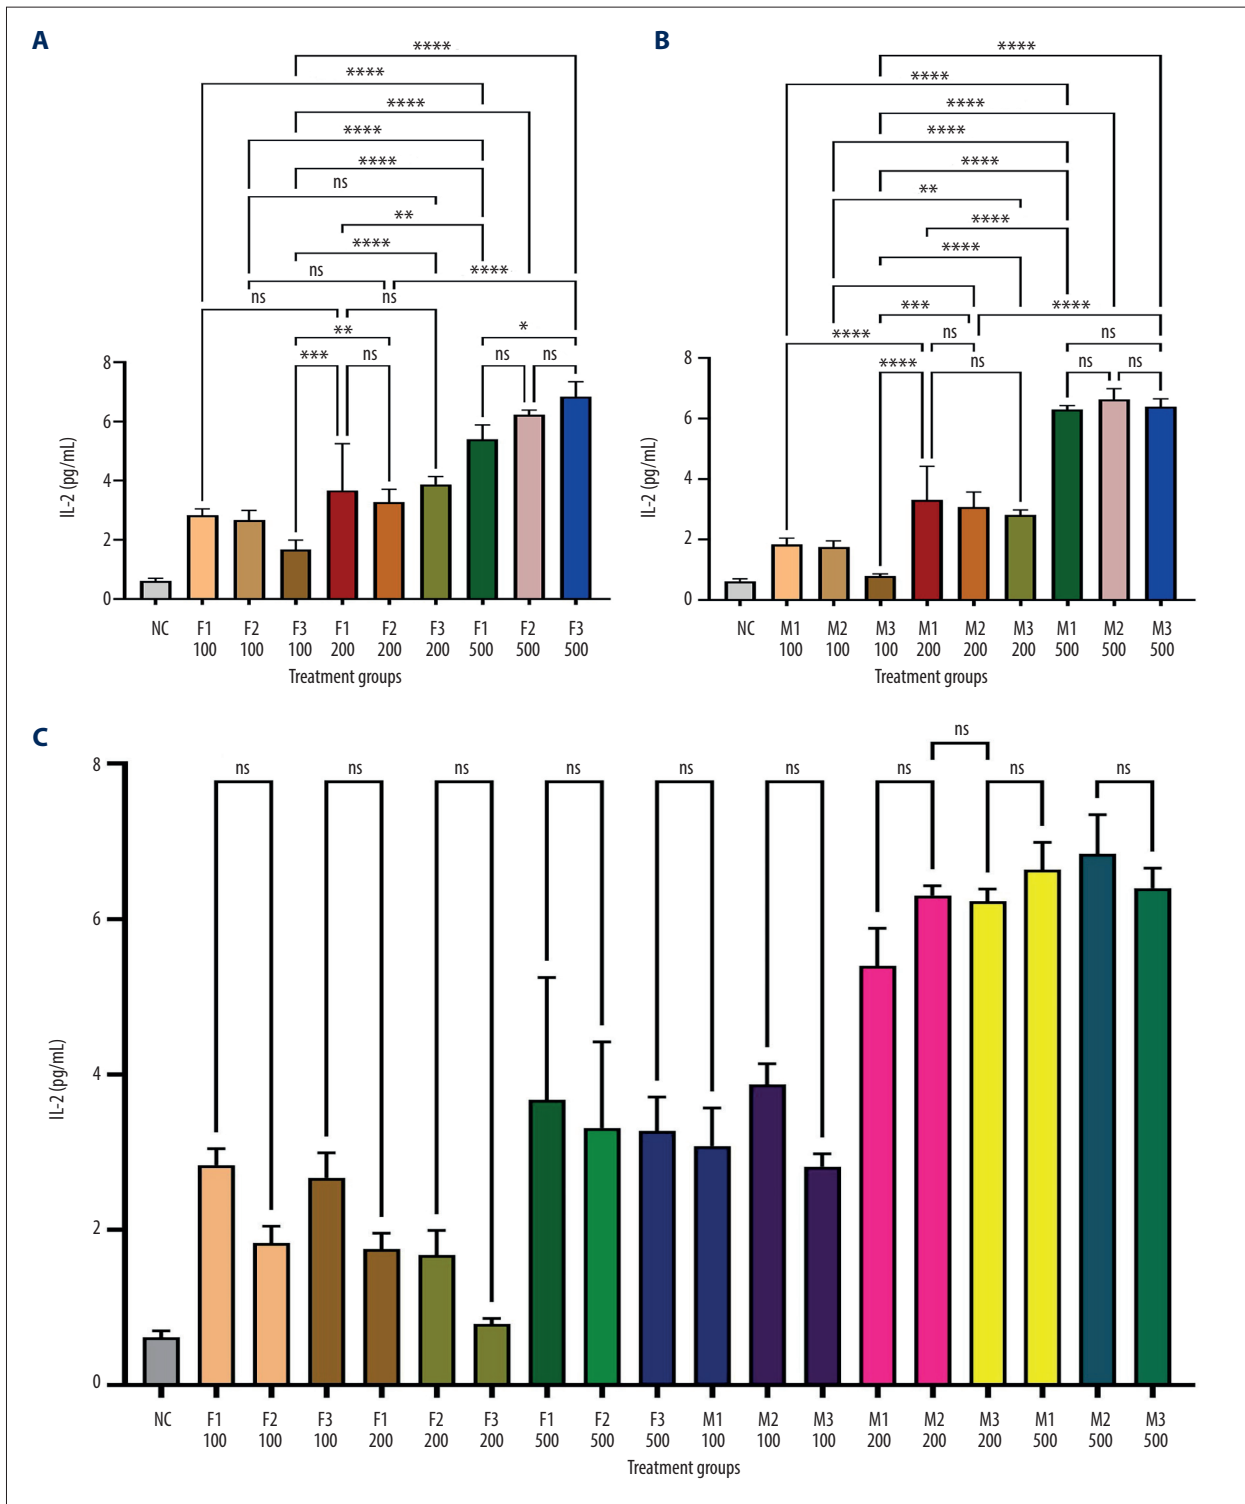 A
****
****
****
****
****
ns
**
****
ns
****
ns
ns
**
*
***
ns
ns
ns
8
6
4
2
0
IL-2 (pg/mL)
NC F1 F2 F3 F1 F2 F3 F1 F2 F3
100 100 100 200 200 200 500 500 500
Treatment groups
B
****
****
****
****
****
**
****
****
***
****
****
ns
ns
****
ns
ns
ns
8
6
4
2
0
IL-2 (pg/mL)
NC M1 M2 M3 M1 M2 M3 M1 M2 M3
100 100 100 200 200 200 500 500 500
Treatment groups
C
ns
ns ns ns ns ns ns ns ns ns
8
6
4
2
0
IL-2 (pg/mL)
NC F1 F2 F3 F1 F2 F3 F1 F2 F3 M1 M2 M3 M1 M2 M3 M1 M2 M3
100 100 100 200 200 200 500 500 500 100 100 100 200 200 200 500 500 500
Treatment groups